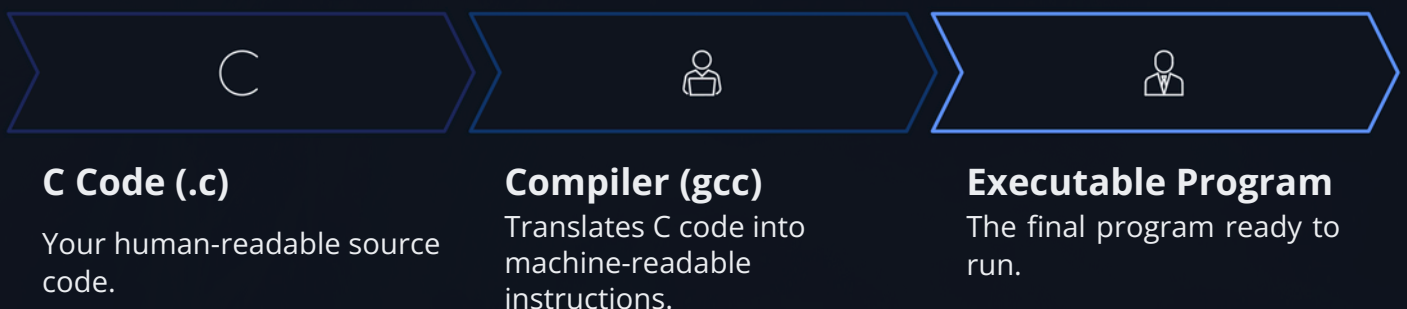 C Code (.c)
Your human-readable source
code.
Compiler (gcc)
Translates C code into
machine-readable
instructions.
Executable Program
The final program ready to
run.